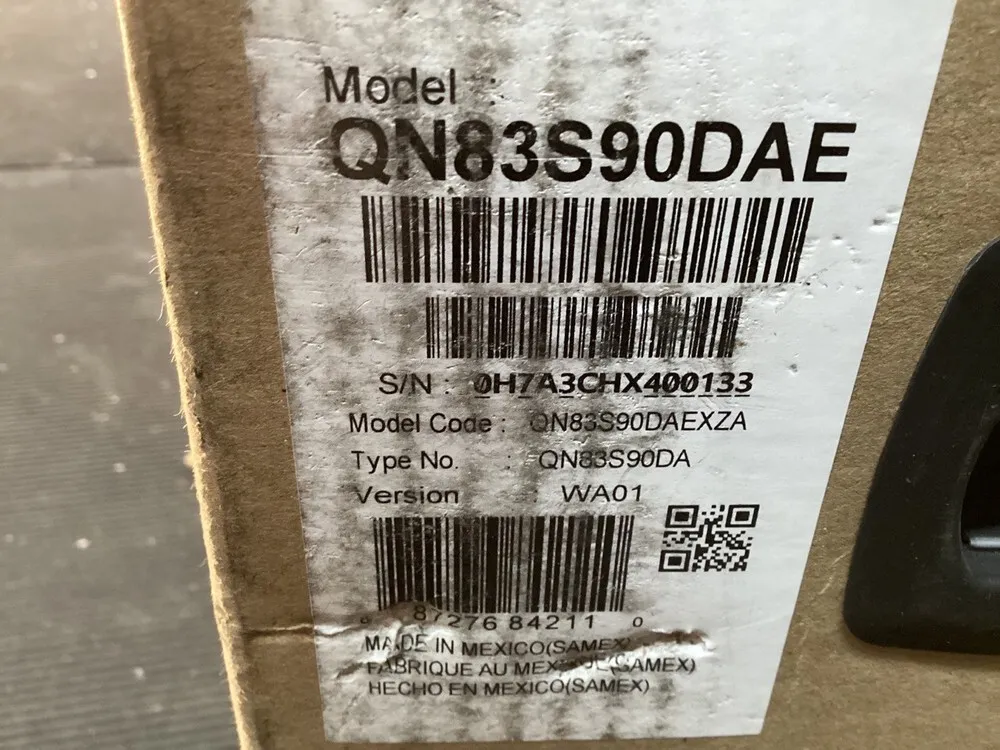 Model :
QN83S90DAE
S/N : 0H7A3CHX400133
Model Code : QN83S90DAEXZA
Type No. : QN83S90DA
Version : WA01
87276 84211 0
MADE IN MEXICO(SAMEX)
FABRIQUE AU MEXIQUE(SAMEX)
HECHO EN MEXICO(SAMEX)